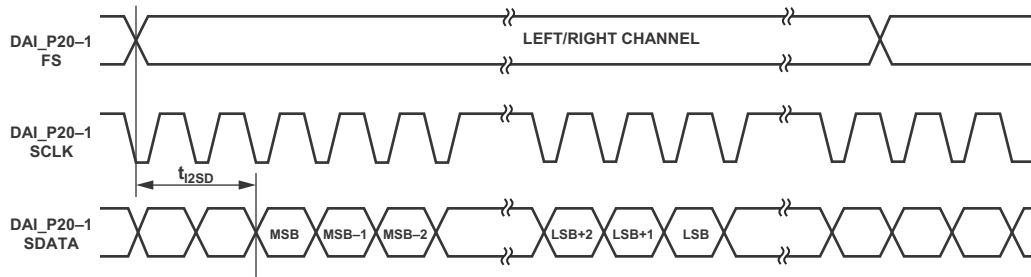 DAI_P20–1
FS
LEFT/RIGHT CHANNEL
DAI_P20–1
SCLK
tI2SD
DAI_P20–1
SDATA
MSB
MSB–1
MSB–2
LSB+2
LSB+1
LSB